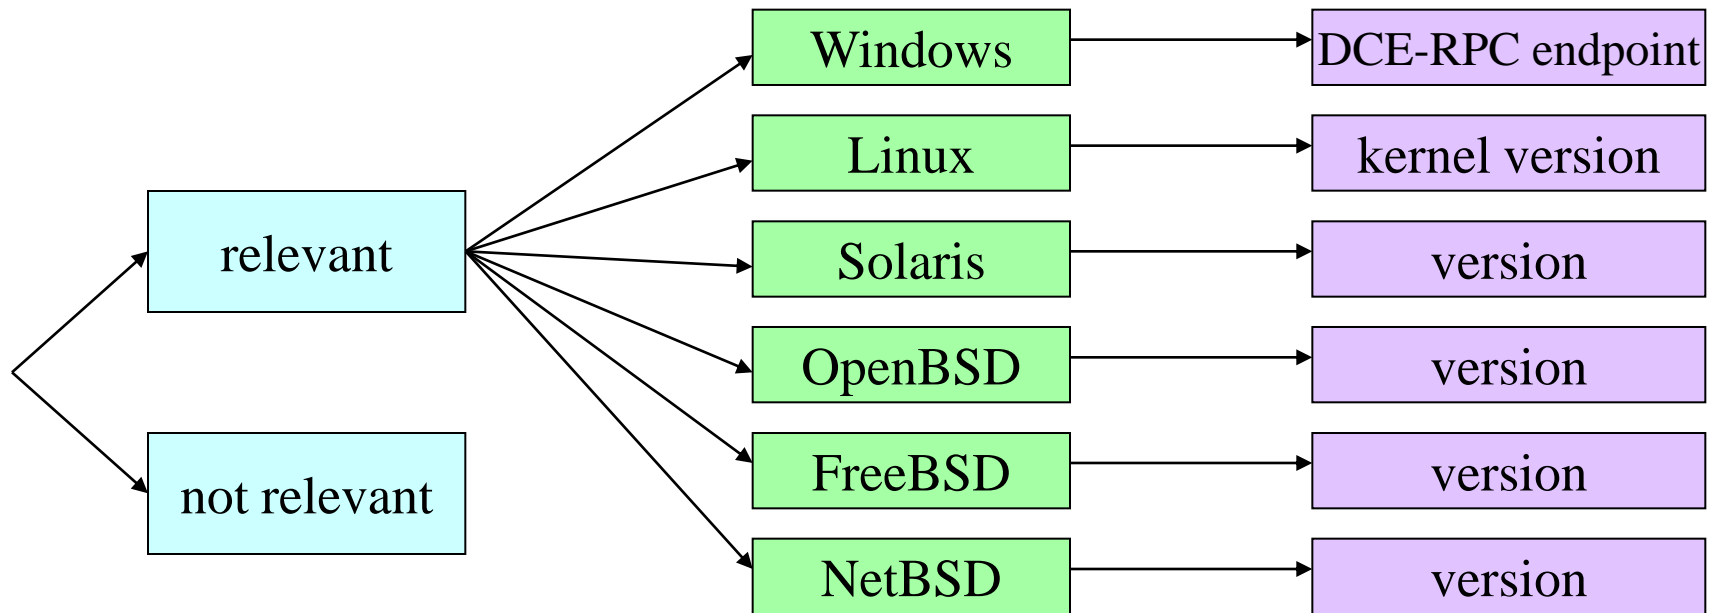 Windows
DCE-RPC endpoint
Linux
kernel version
relevant
Solaris
version
OpenBSD
version
not relevant
FreeBSD
version
NetBSD
version